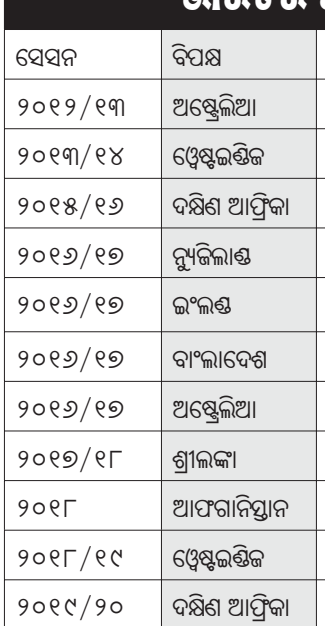 ସେସନ ବିପକ୍ଷ
୨୦୧୨/୧୩ ଅଷ୍ଟ୍ରେଲିଆ
୨୦୧୩/୧୪ ୱେଷ୍ଟଇଣ୍ଡିଜ
୨୦୧୫/୧୬ ଦକ୍ଷିଣ ଆଫ୍ରିକା
୨୦୧୬/୧୭ ନ୍ୟୁଜିଲାଣ୍ଡ
୨୦୧୬/୧୭ ଇଂଲଣ୍ଡ
୨୦୧୬/୧୭ ବାଂଲାଦେଶ
୨୦୧୬/୧୭ ଅଷ୍ଟ୍ରେଲିଆ
୨୦୧୭/୧୮ ଶ୍ରୀଲଙ୍କା
୨୦୧୮ ଆଫଗାନିସ୍ତାନ
୨୦୧୮/୧୯ ୱେଷ୍ଟଇଣ୍ଡିଜ
୨୦୧୯/୨୦ ଦକ୍ଷିଣ ଆଫ୍ରିକା